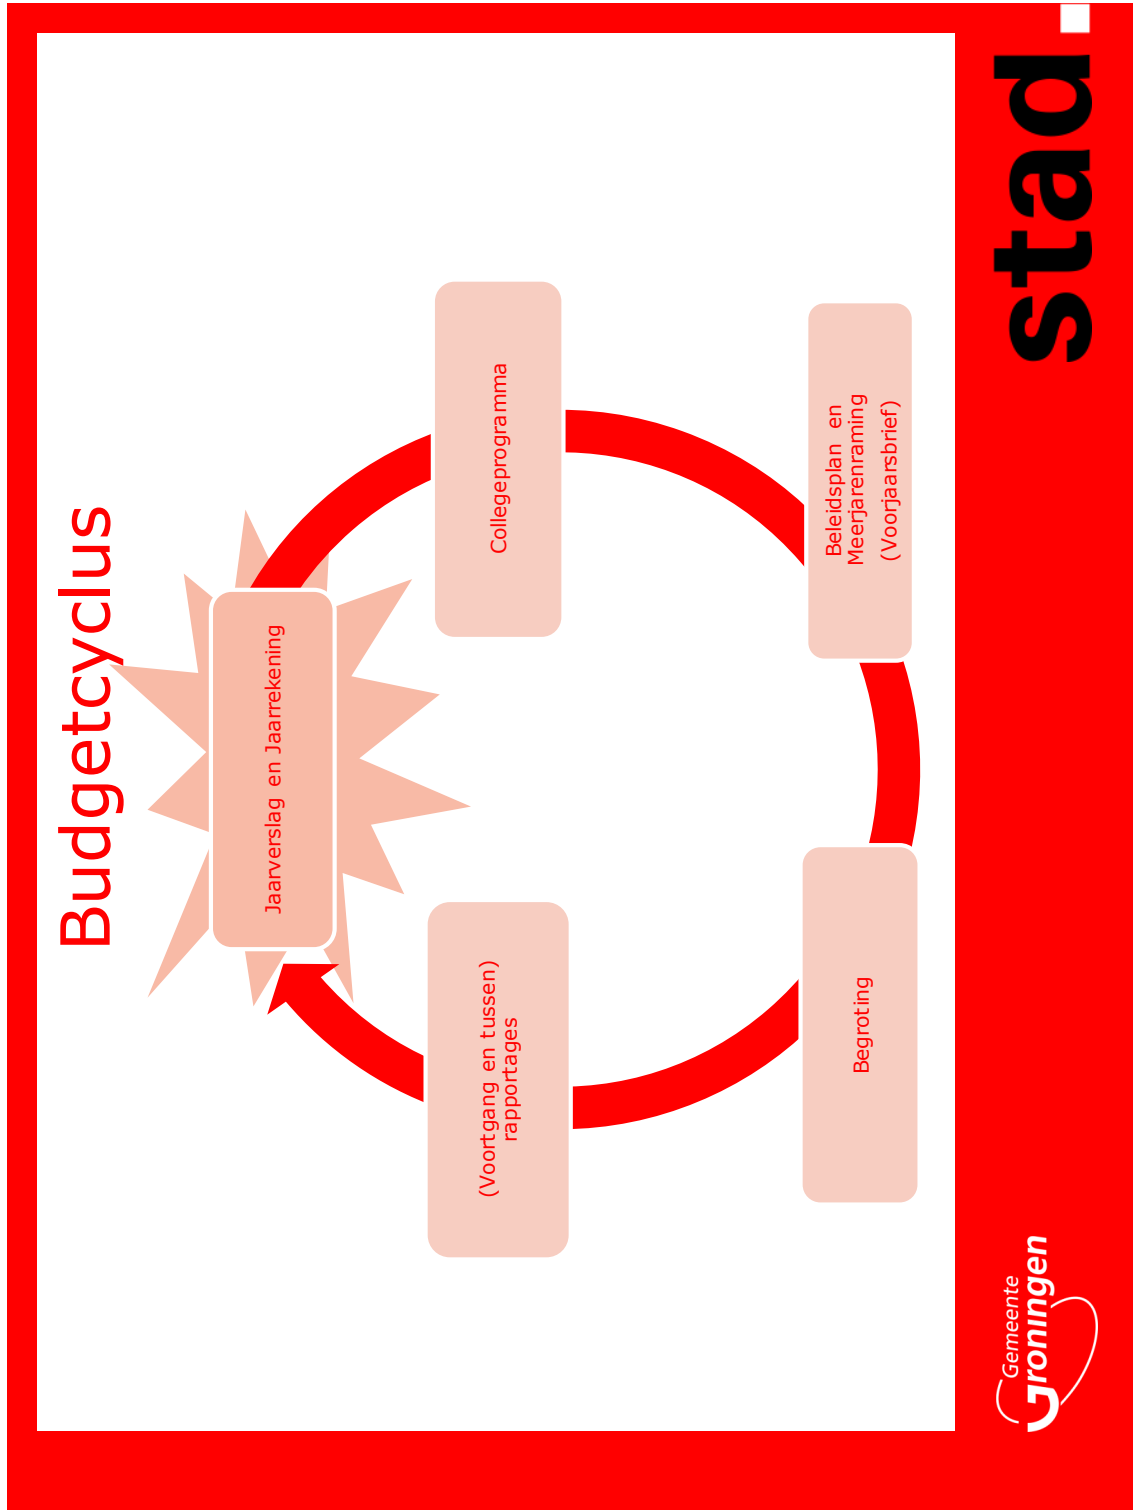 Budgetcyclus
Jaarverslag en Jaarrekening
Collegeprogramma
Beleidsplan en
Meerjarenraming
(Voorjaarsbrief)
Begroting
(Voortgang en tussen)
rapportages
Gemeente
Groningen
stad